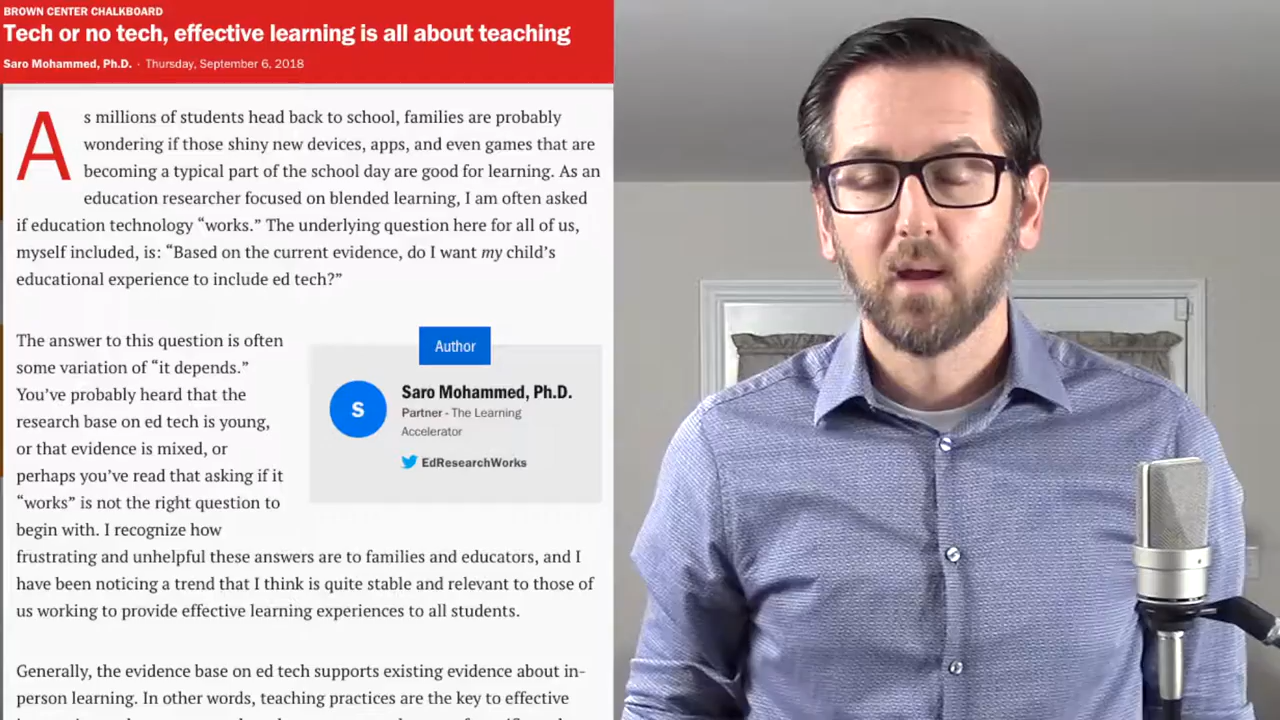 BROWN CENTER CHALKBOARD
Tech or no tech, effective learning is all about teaching
Saro Mohammed, Ph.D. · Thursday, September 6, 2018
As millions of students head back to school, families are probably
wondering if those shiny new devices, apps, and even games that are
becoming a typical part of the school day are good for learning. As an
education researcher focused on blended learning, I am often asked
if education technology “works.” The underlying question here for all of us,
myself included, is: “Based on the current evidence, do I want my child’s
educational experience to include ed tech?”
The answer to this question is often
some variation of “it depends.”
You’ve probably heard that the
research base on ed tech is young,
or that evidence is mixed, or
perhaps you’ve read that asking if it
“works” is not the right question to
begin with. I recognize how
frustrating and unhelpful these answers are to families and educators, and I
have been noticing a trend that I think is quite stable and relevant to those of
us working to provide effective learning experiences to all students.
Author
S
Saro Mohammed, Ph.D.
Partner - The Learning
Accelerator
EdResearchWorks
Generally, the evidence base on ed tech supports existing evidence about in-
person learning. In other words, teaching practices are the key to effective